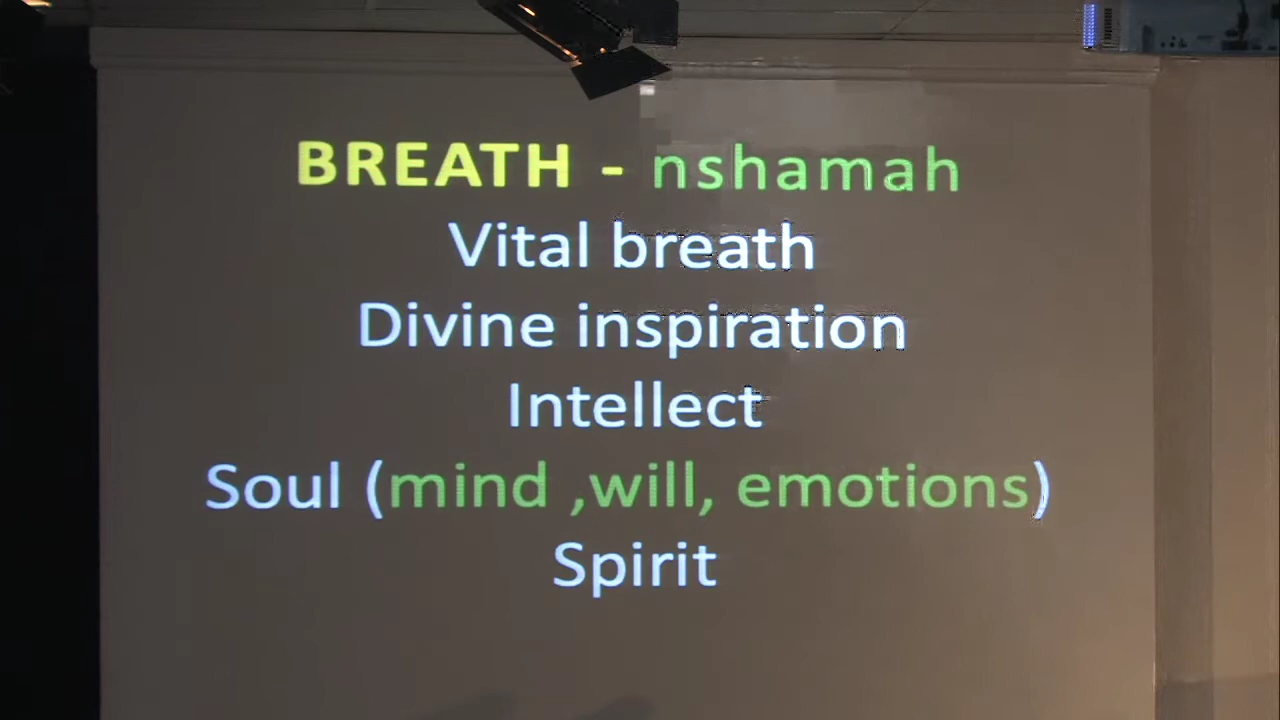 BREATH - nshamah
Vital breath
Divine inspiration
Intellect
Soul (mind ,will, emotions)
Spirit